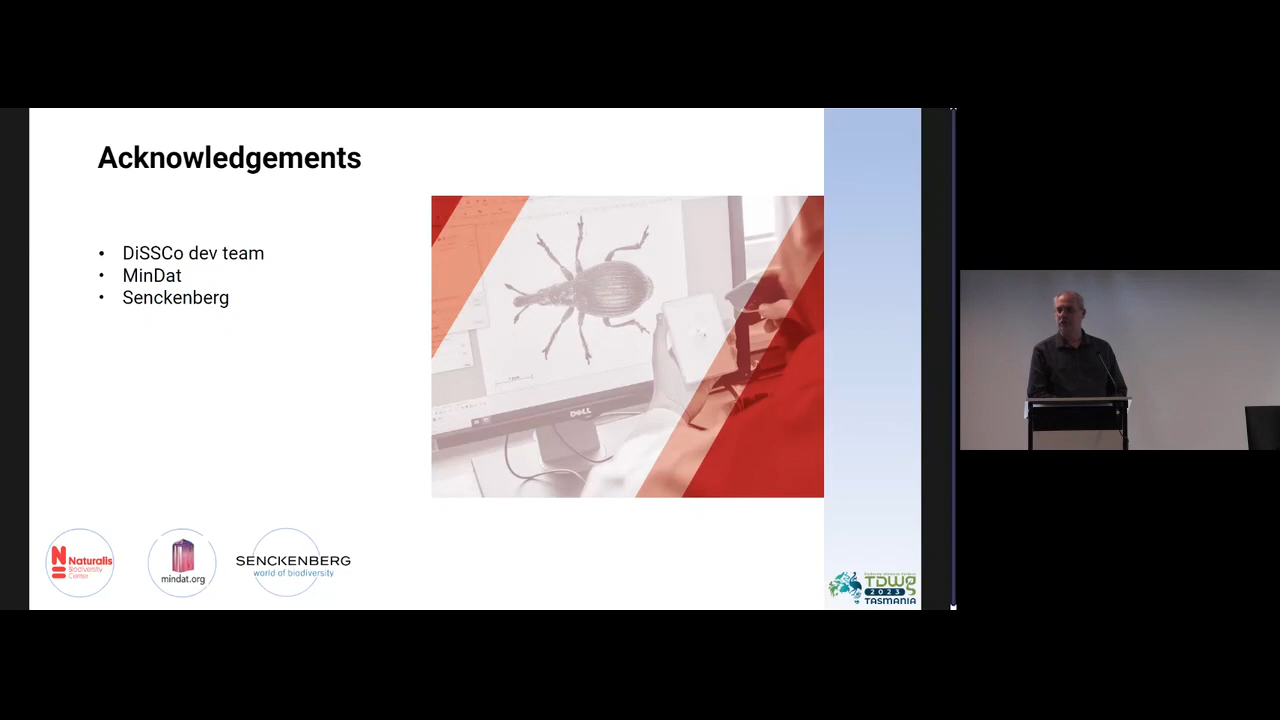 Acknowledgements
• DiSSCo dev team
• MinDat
• Senckenberg
DELL
Naturalis
Biodiversity
Center
mindat.org
SENCKENBERG
world of biodiversity
TDWG
2023
TASMANIA